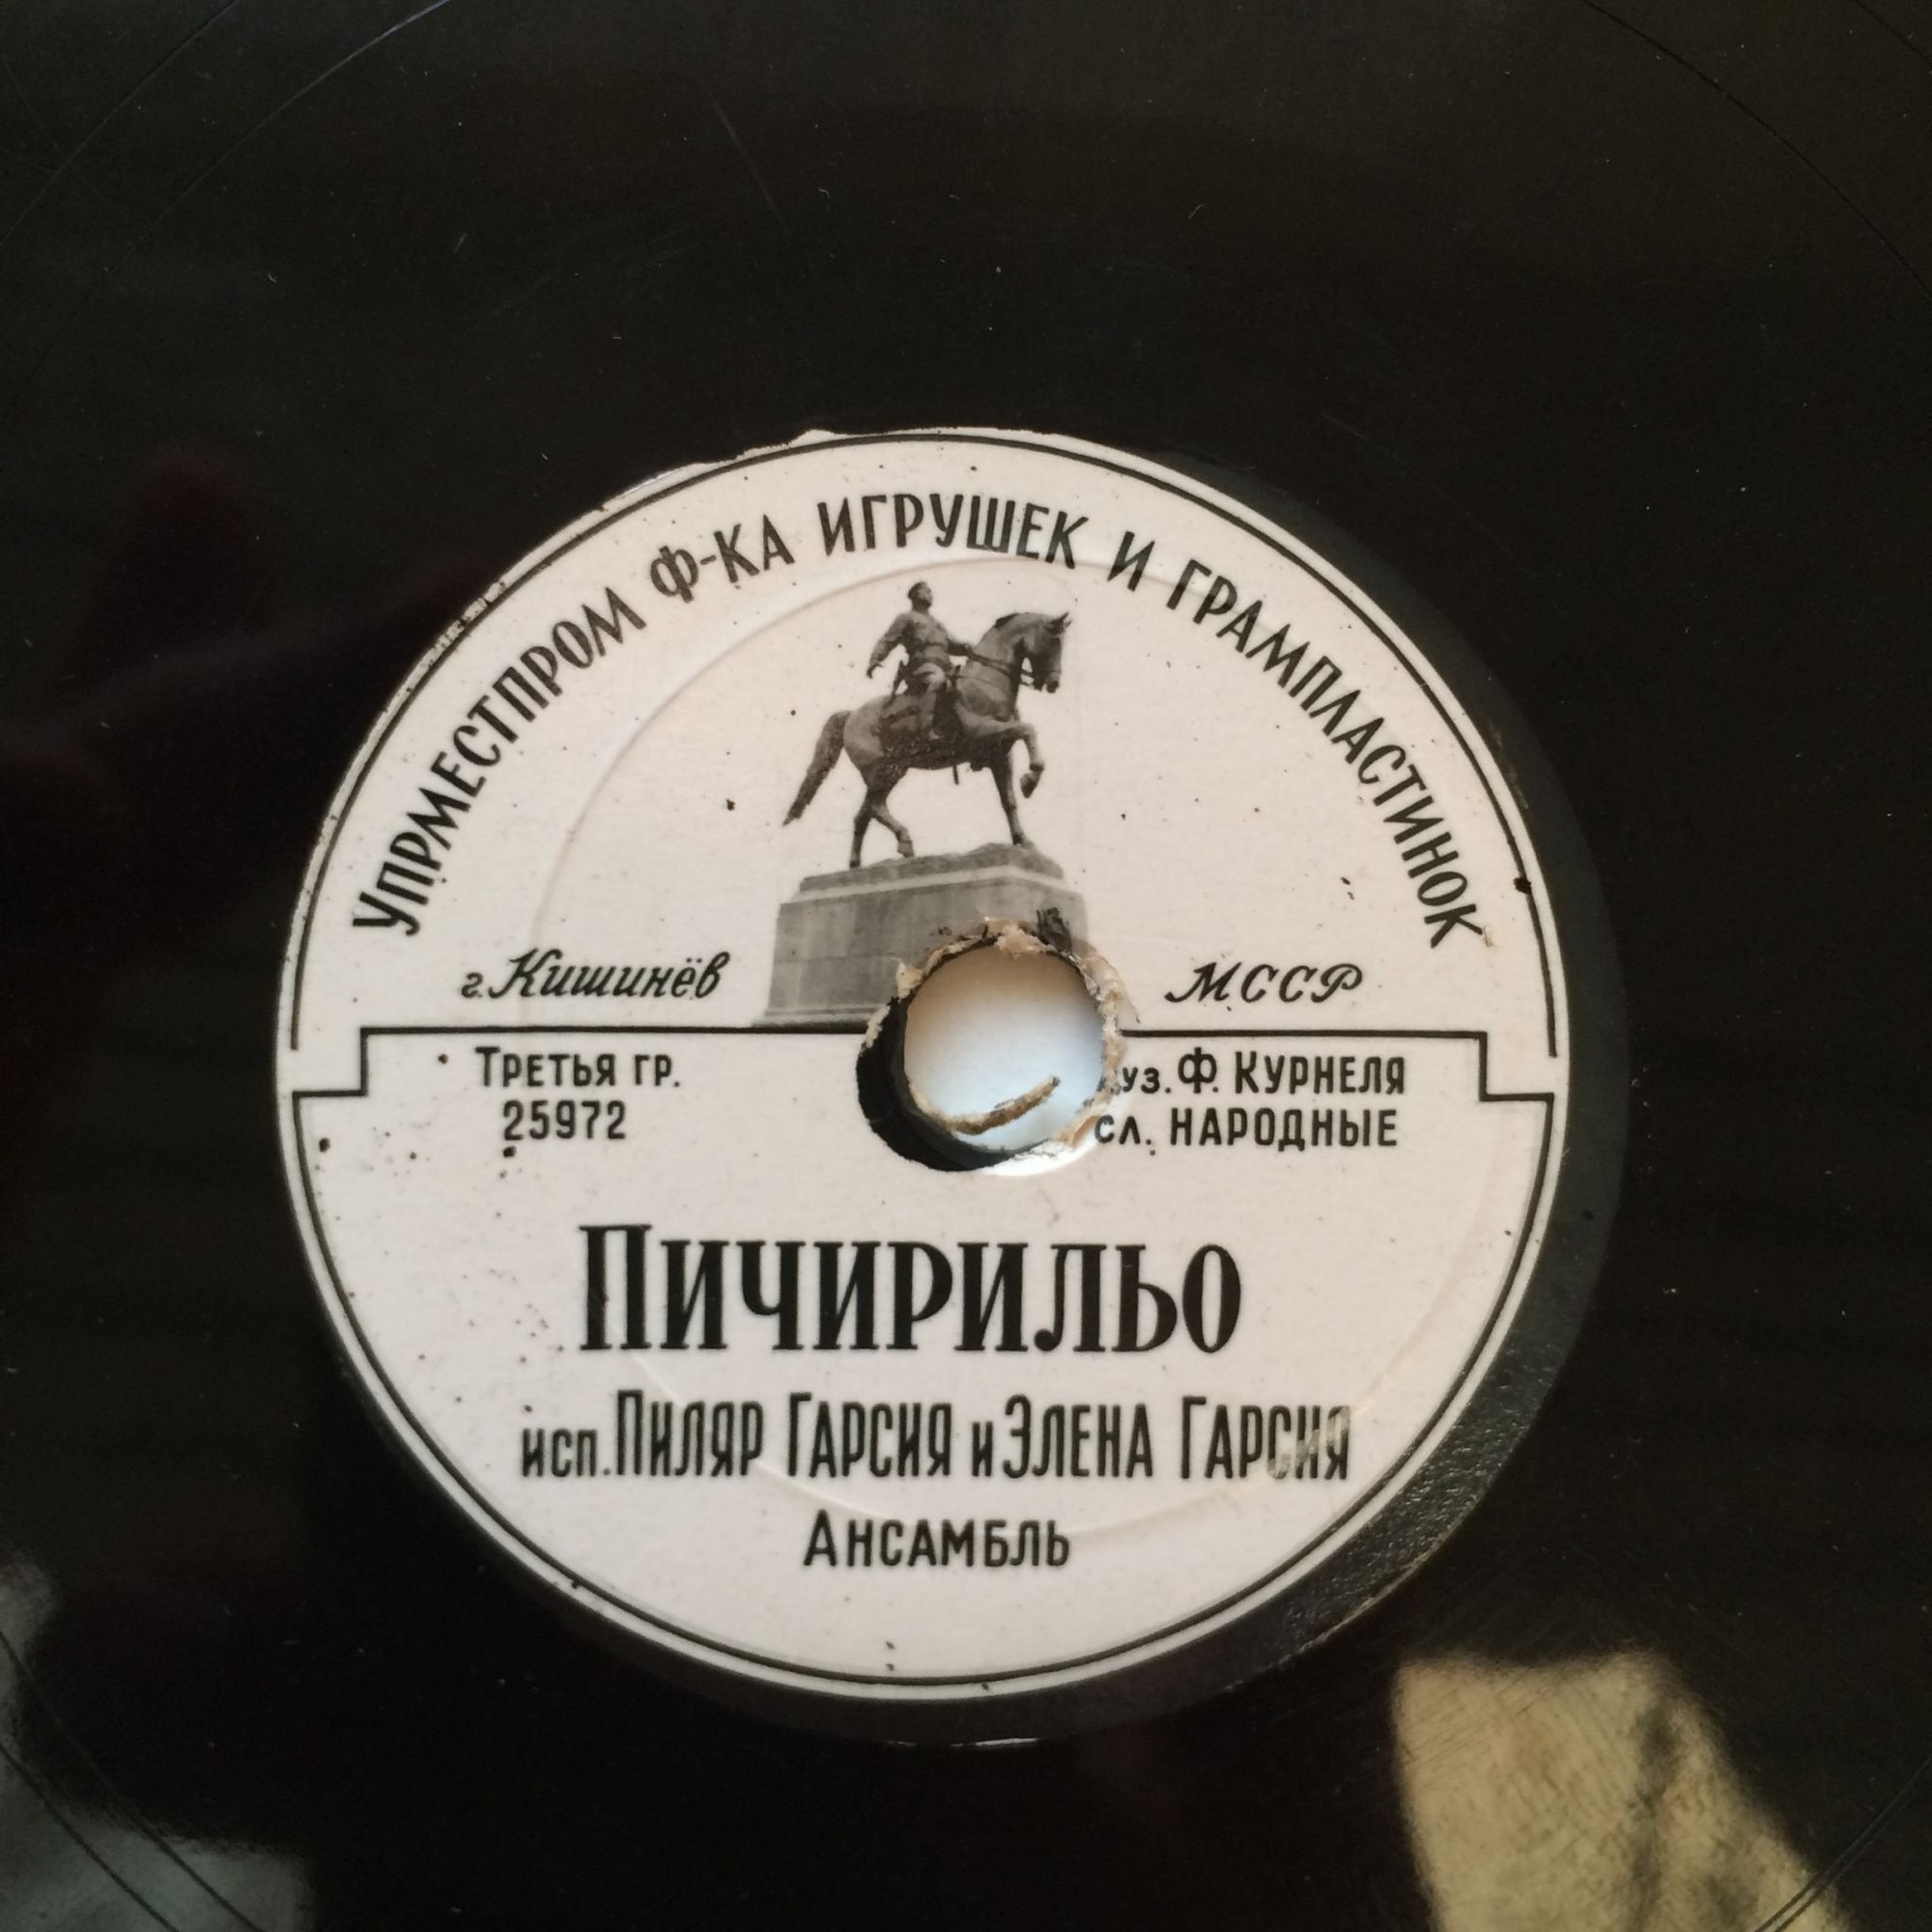 Упрместпром ф-ка игрушек и грампластинок
г. Кишинёв МССР
Третья гр.
25972
Ф. Курнеля
сл. народные
Пичирильо
исп. Пиляр Гарсия и Элена Гарсия
Ансамбль